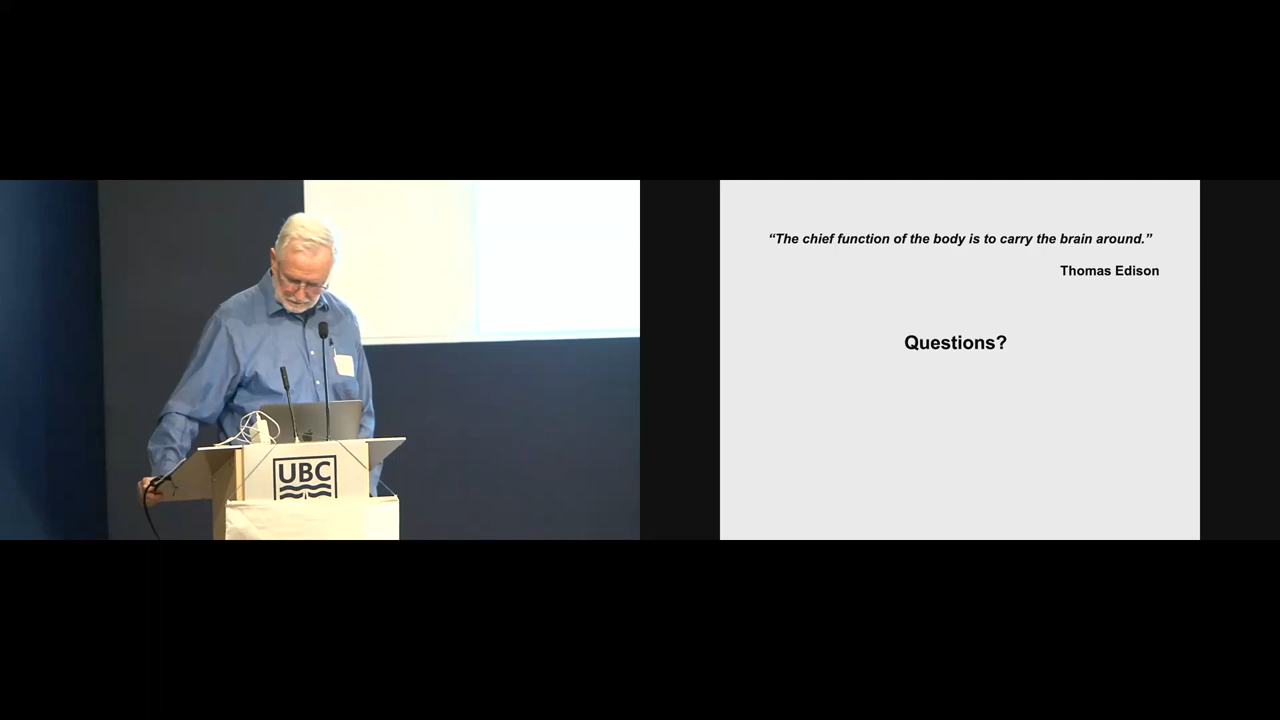 UBC
“The chief function of the body is to carry the brain around.”
Thomas Edison
Questions?